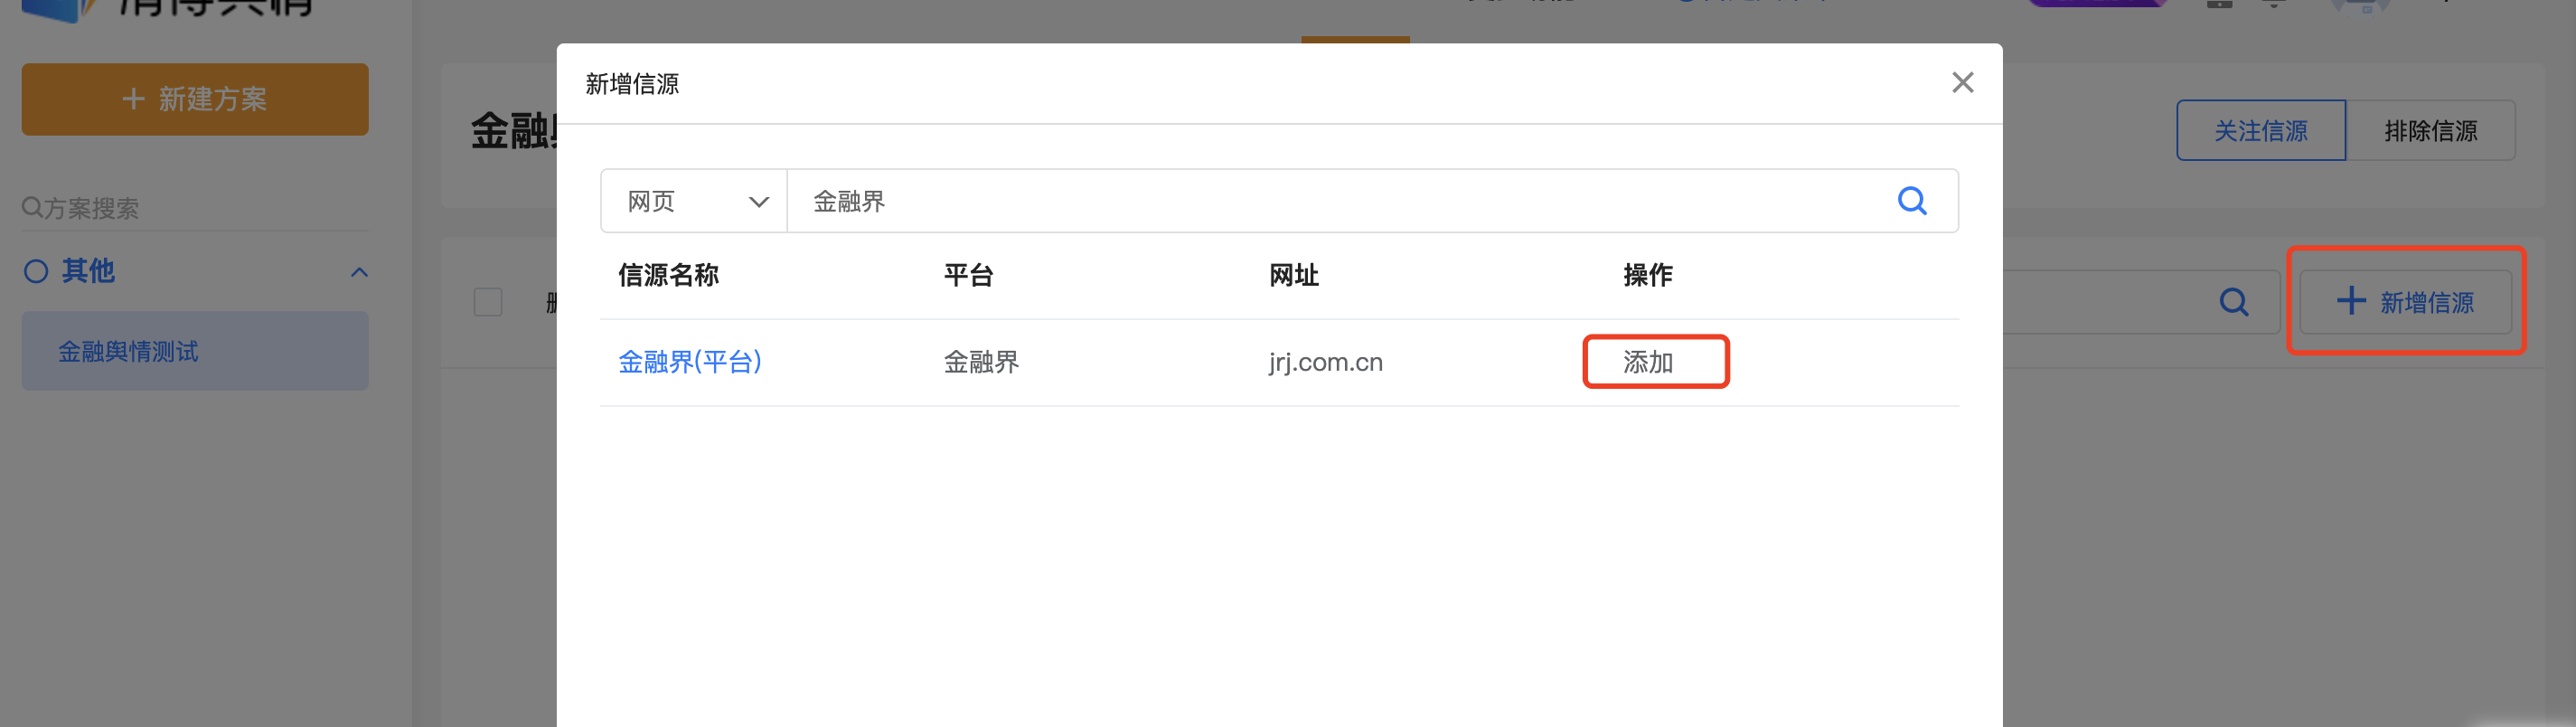 新建方案
方案搜索
其他
金融舆情测试
金融
关注信源
排除信源
新增信源
新增信源
网页
金融界
信源名称 平台 网址 操作
金融界(平台) 金融界 jrj.com.cn 添加